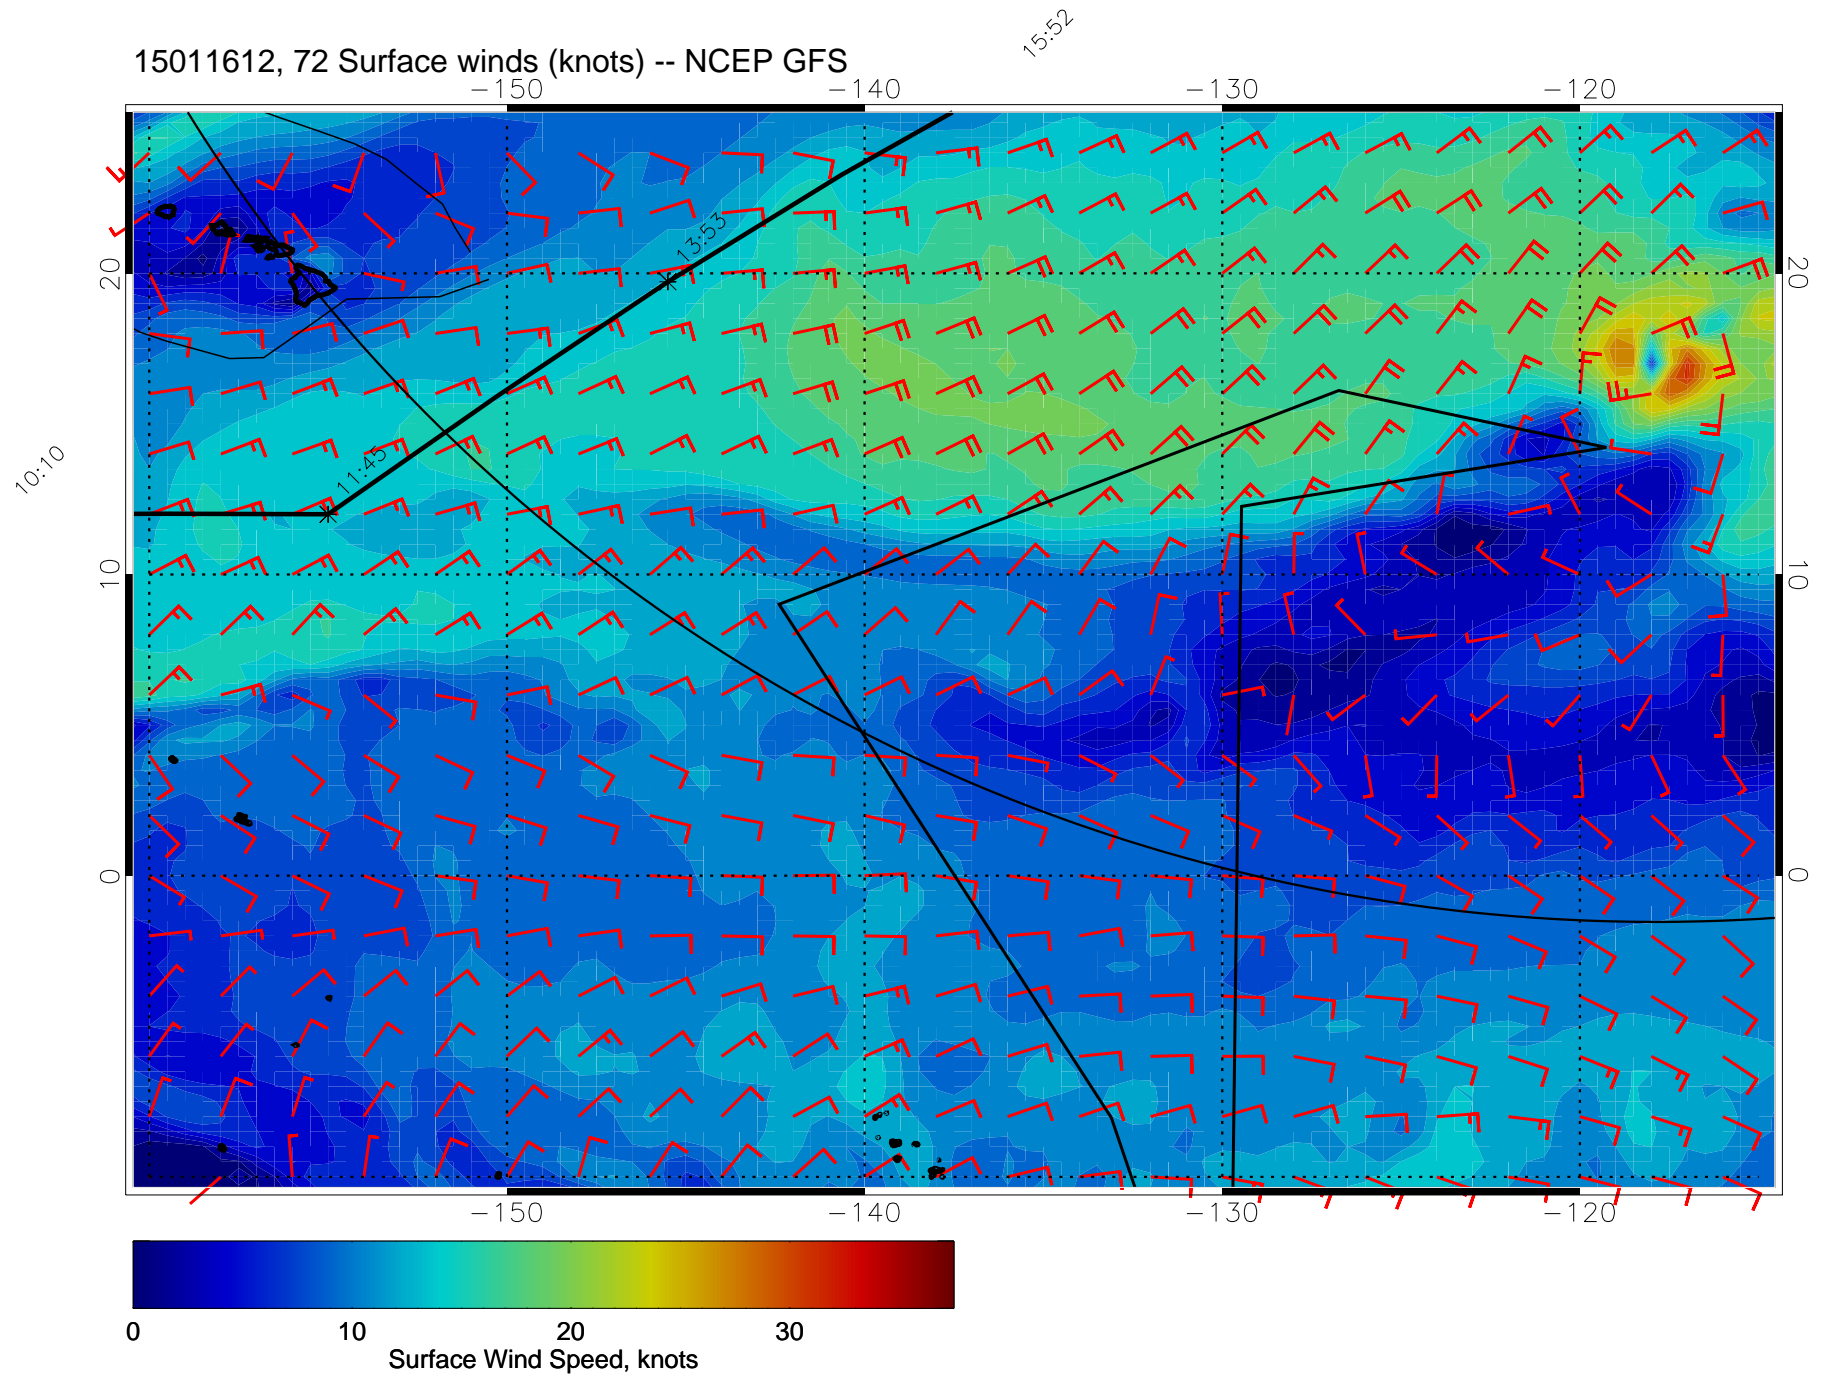 15:52
15011612, 72 Surface winds (knots) -- NCEP GFS
−150 −140 −130 −120
13:53
20 20
11:45
10:10
10 10
0 0
−150 −140 −130 −120
0 10 20 30
Surface Wind Speed, knots